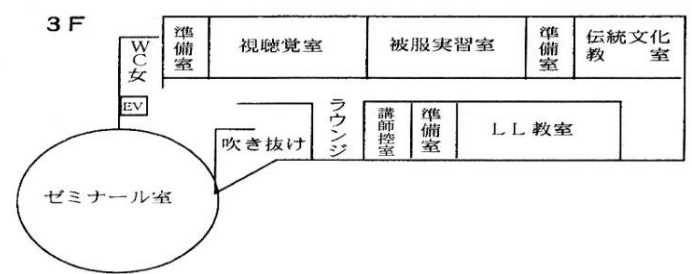 3F
WC女
準備室
視聴覚室
被服実習室
準備室
伝統文化
教室
EV
吹き抜け
ラウンジ
講師控室
準備室
LL教室
ゼミナール室